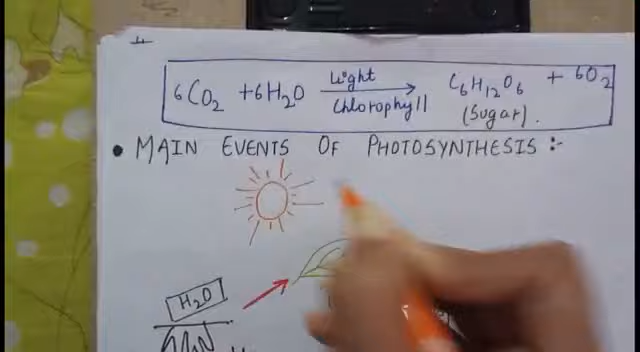 6CO₂ +6H₂O Light → C₆H₁₂O₆ + 6O₂
Chlorophyll (Sugar).
• MAIN EVENTS OF PHOTOSYNTHESIS :-
H₂O